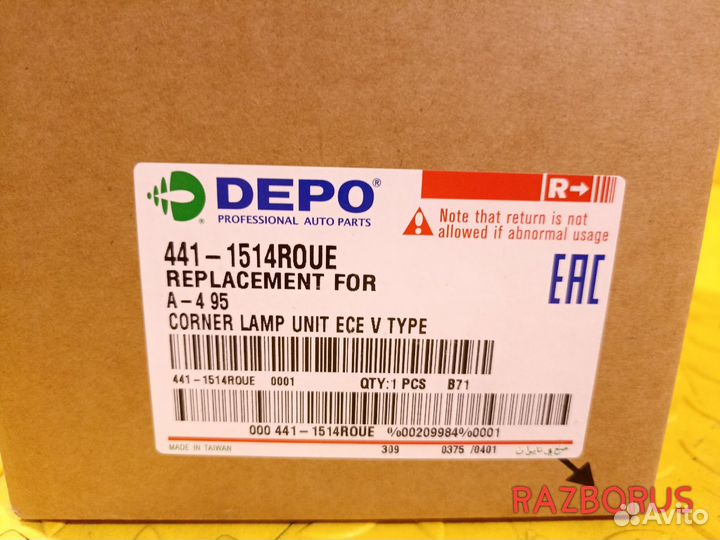 DEPO®
PROFESSIONAL AUTO PARTS
R→
Note that return is not
allowed if abnormal usage
441-1514ROUE
REPLACEMENT FOR
A-4 95
CORNER LAMP UNIT ECE V TYPE
EAC
441-1514ROUE 0001 QTY:1 PCS B71
000 441-1514ROUE %00209984%0001
MADE IN TAIWAN 309 0375 /0401
RAZBORUS
Avito